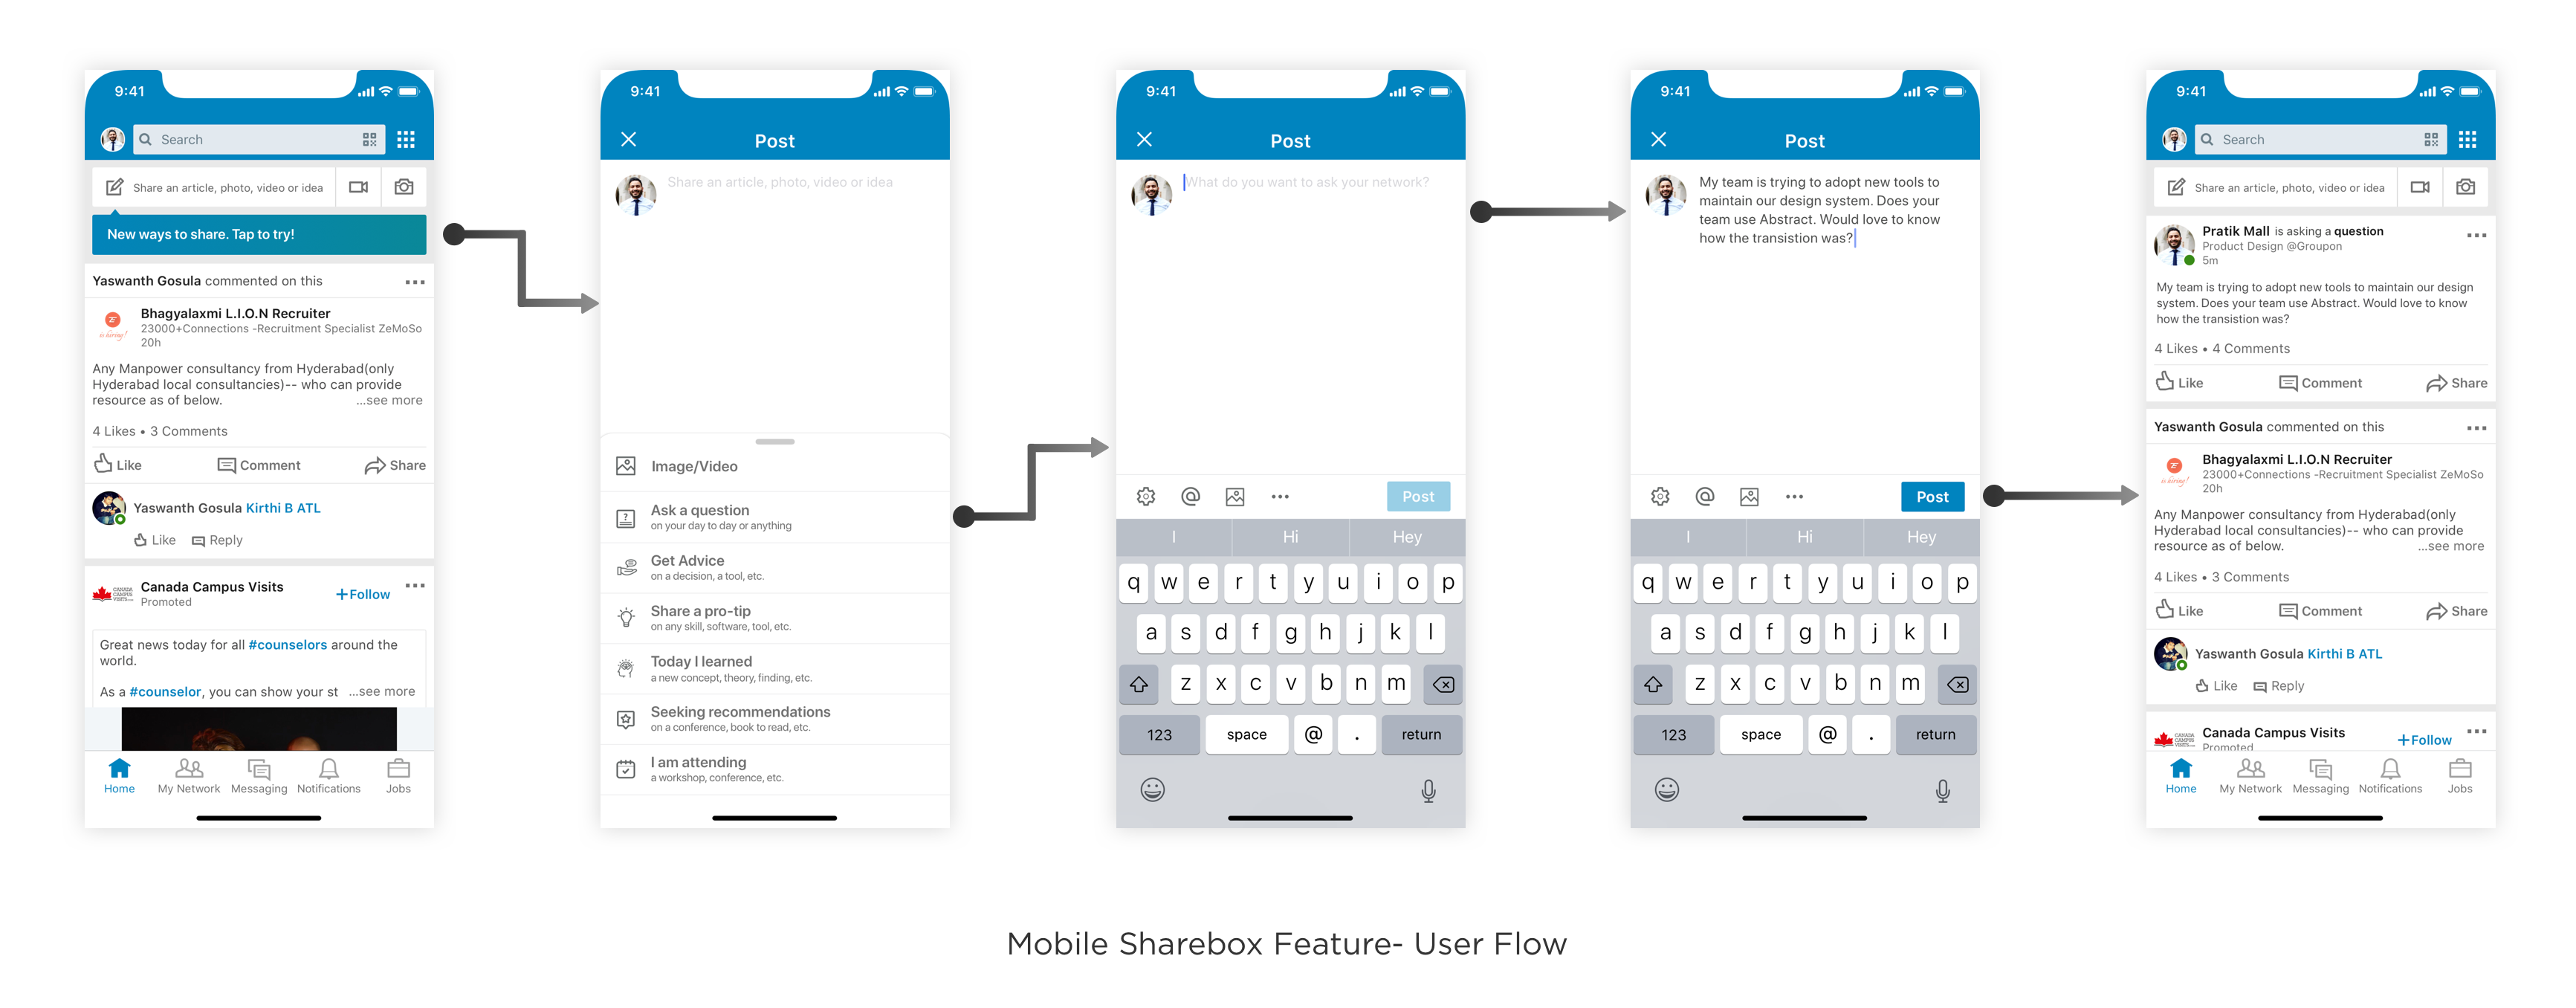 9:41
Search
Share an article, photo, video or idea
New ways to share. Tap to try!
Yaswanth Gosula commented on this
is hiring!
Bhagyalaxmi L.I.O.N Recruiter
23000+Connections -Recruitment Specialist ZeMoSo
20h
Any Manpower consultancy from Hyderabad(only
Hyderabad local consultancies)-- who can provide
resource as of below.
...see more
4 Likes • 3 Comments
Like
Comment
Share
Yaswanth Gosula Kirthi B ATL
Like
Reply
CANADA
CAMPUS
VISITS
Canada Campus Visits
Promoted
+Follow
Great news today for all #counselors around the
world.
As a #counselor, you can show your st ...see more
Home
My Network
Messaging
Notifications
Jobs
9:41
Post
Share an article, photo, video or idea
Image/Video
Ask a question
on your day to day or anything
Get Advice
on a decision, a tool, etc.
Share a pro-tip
on any skill, software, tool, etc.
Today I learned
a new concept, theory, finding, etc.
Seeking recommendations
on a conference, book to read, etc.
I am attending
a workshop, conference, etc.
9:41
Post
What do you want to ask your network?
@
Post
I Hi Hey
q w e r t y u i o p
a s d f g h j k l
z x c v b n m
123 space @ . return
9:41
Post
My team is trying to adopt new tools to
maintain our design system. Does your
team use Abstract. Would love to know
how the transistion was?
@
Post
I Hi Hey
q w e r t y u i o p
a s d f g h j k l
z x c v b n m
123 space @ . return
9:41
Search
Share an article, photo, video or idea
Pratik Mall is asking a question
Product Design @Groupon
5m
My team is trying to adopt new tools to maintain our design
system. Does your team use Abstract. Would love to know
how the transistion was?
4 Likes • 4 Comments
Like
Comment
Share
Yaswanth Gosula commented on this
is hiring!
Bhagyalaxmi L.I.O.N Recruiter
23000+Connections -Recruitment Specialist ZeMoSo
20h
Any Manpower consultancy from Hyderabad(only
Hyderabad local consultancies)-- who can provide
resource as of below.
...see more
4 Likes • 3 Comments
Like
Comment
Share
Yaswanth Gosula Kirthi B ATL
Like
Reply
CANADA
CAMPUS
Canada Campus Visits
Promoted
+Follow
Home
My Network
Messaging
Notifications
Jobs
Mobile Sharebox Feature- User Flow